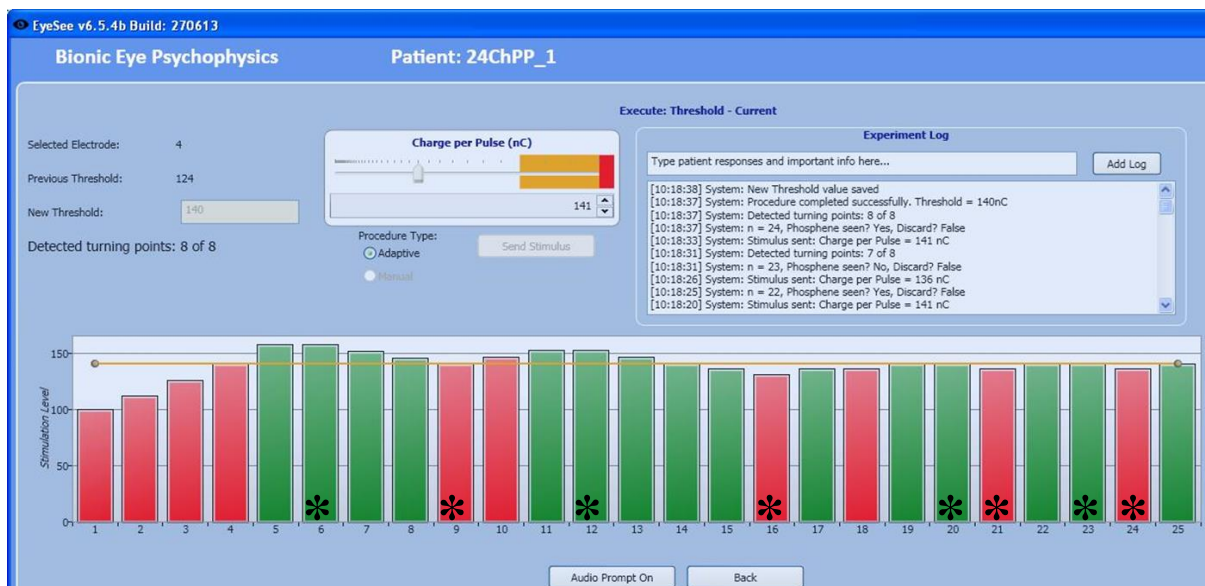 EyeSee v6.5.4b Build: 270613
Bionic Eye Psychophysics Patient: 24ChPP_1
Execute: Threshold - Current
Selected Electrode: 4
Previous Threshold: 124
New Threshold: 140
Detected turning points: 8 of 8
Charge per Pulse (nC)
141
Procedure Type:
Adaptive
Manual
Send Stimulus
Experiment Log
Type patient responses and important info here...
Add Log
[10:18:38] System: New Threshold value saved
[10:18:37] System: Procedure completed successfully. Threshold = 140nC
[10:18:37] System: Detected turning points: 8 of 8
[10:18:37] System: n = 24, Phosphene seen? Yes, Discard? False
[10:18:33] System: Stimulus sent: Charge per Pulse = 141 nC
[10:18:31] System: Detected turning points: 7 of 8
[10:18:31] System: n = 23, Phosphene seen? No, Discard? False
[10:18:26] System: Stimulus sent: Charge per Pulse = 136 nC
[10:18:25] System: n = 22, Phosphene seen? Yes, Discard? False
[10:18:20] System: Stimulus sent: Charge per Pulse = 141 nC
Stimulation Level
150
100
50
0
* * * * * * * *
1 2 3 4 5 6 7 8 9 10 11 12 13 14 15 16 17 18 19 20 21 22 23 24 25
Audio Prompt On Back